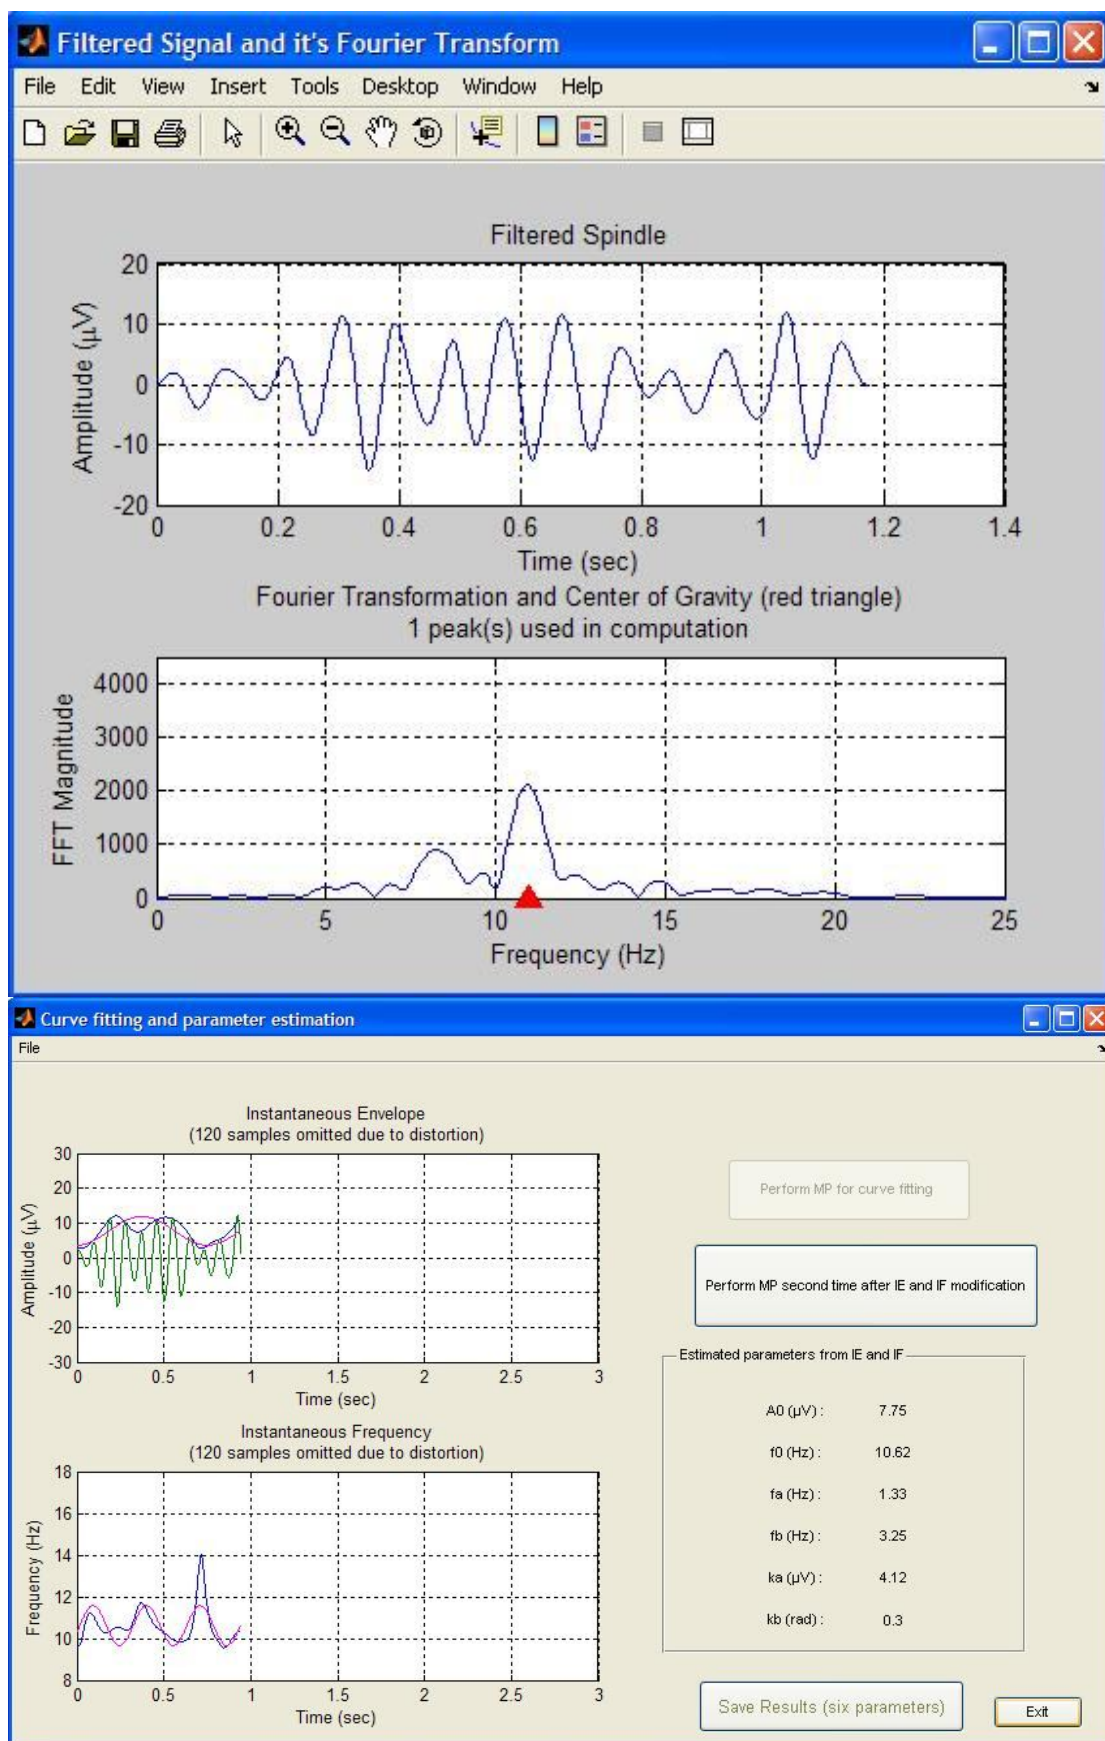 Filtered Signal and it's Fourier Transform
File Edit View Insert Tools Desktop Window Help
Filtered Spindle
20
10
0
-10
-20
Amplitude (µV)
0 0.2 0.4 0.6 0.8 1 1.2 1.4
Time (sec)
Fourier Transformation and Center of Gravity (red triangle)
1 peak(s) used in computation
4000
3000
2000
1000
0
FFT Magnitude
0 5 10 15 20 25
Frequency (Hz)
Curve fitting and parameter estimation
File
Instantaneous Envelope
(120 samples omitted due to distortion)
30
20
10
0
-10
-20
-30
Amplitude (µV)
0 0.5 1 1.5 2 2.5 3
Time (sec)
Instantaneous Frequency
(120 samples omitted due to distortion)
18
16
14
12
10
8
Frequency (Hz)
0 0.5 1 1.5 2 2.5 3
Time (sec)
Perform MP for curve fitting
Perform MP second time after IE and IF modification
Estimated parameters from IE and IF
A0 (µV) : 7.75
f0 (Hz) : 10.62
fa (Hz) : 1.33
fb (Hz) : 3.25
ka (µV) : 4.12
kb (rad) : 0.3
Save Results (six parameters)
Exit